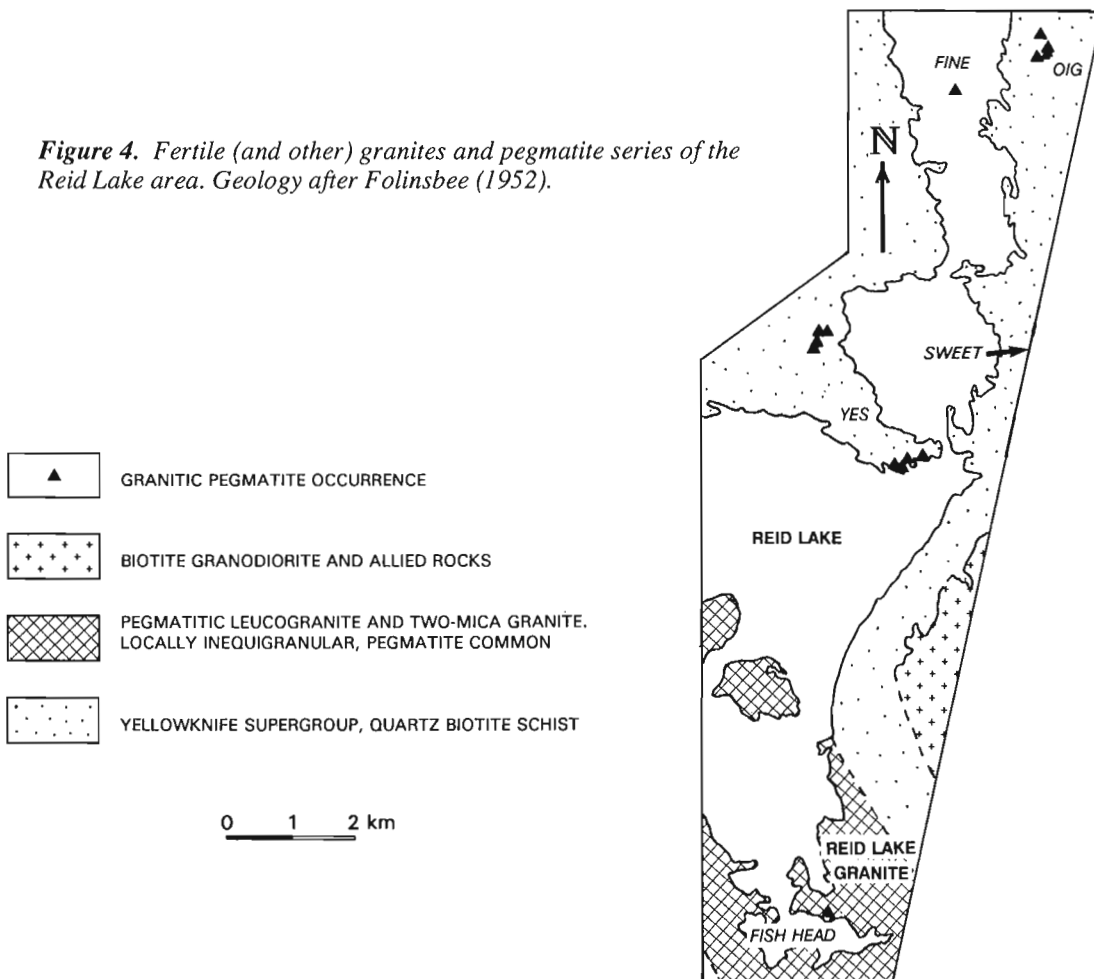 Figure 4. Fertile (and other) granites and pegmatite series of the
Reid Lake area. Geology after Folinsbee (1952).
GRANITIC PEGMATITE OCCURRENCE
BIOTITE GRANODIORITE AND ALLIED ROCKS
PEGMATITIC LEUCOGRANITE AND TWO-MICA GRANITE.
LOCALLY INEQUIGRANULAR, PEGMATITE COMMON
YELLOWKNIFE SUPERGROUP, QUARTZ BIOTITE SCHIST
0 1 2 km
FINE
OIG
N
SWEET
YES
REID LAKE
REID LAKE
GRANITE
FISH HEAD